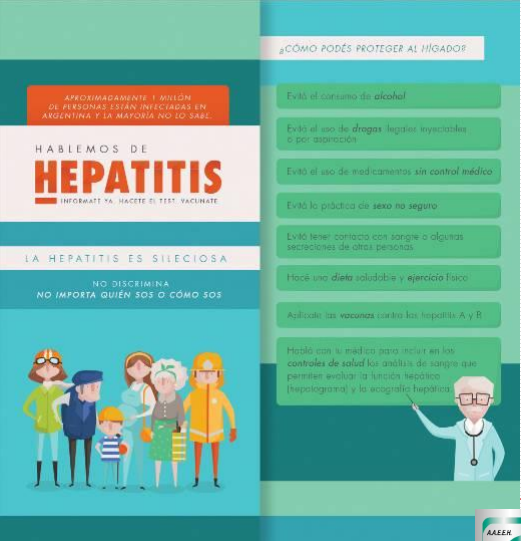 APROXIMADAMENTE 1 MILLÓN
DE PERSONAS ESTÁN INFECTADAS EN
ARGENTINA Y LA MAYORÍA NO LO SABE.
HABLEMOS DE
HEPATITIS
INFORMATE YA. HACETE EL TEST. VACUNATE
LA HEPATITIS ES SILECIOSA
NO DISCRIMINA
NO IMPORTA QUIÉN SOS O CÓMO SOS
¿CÓMO PODÉS PROTEGER AL HÍGADO?
Evitá el consumo de alcohol
Evitá el uso de drogas ilegales inyectables
o por aspiración
Evitá el uso de medicamentos sin control médico
Evitá la práctica de sexo no seguro
Evitá tener contacto con sangre o algunas
secreciones de otras personas
Hacé una dieta saludable y ejercicio físico
Aplicate las vacunas contra las hepatitis A y B
Hablá con tu médico para incluir en los
controles de salud los análisis de sangre que
permiten evaluar la función hepática
(hepatograma) y la ecografía hepática.
A.A.E.E.H.